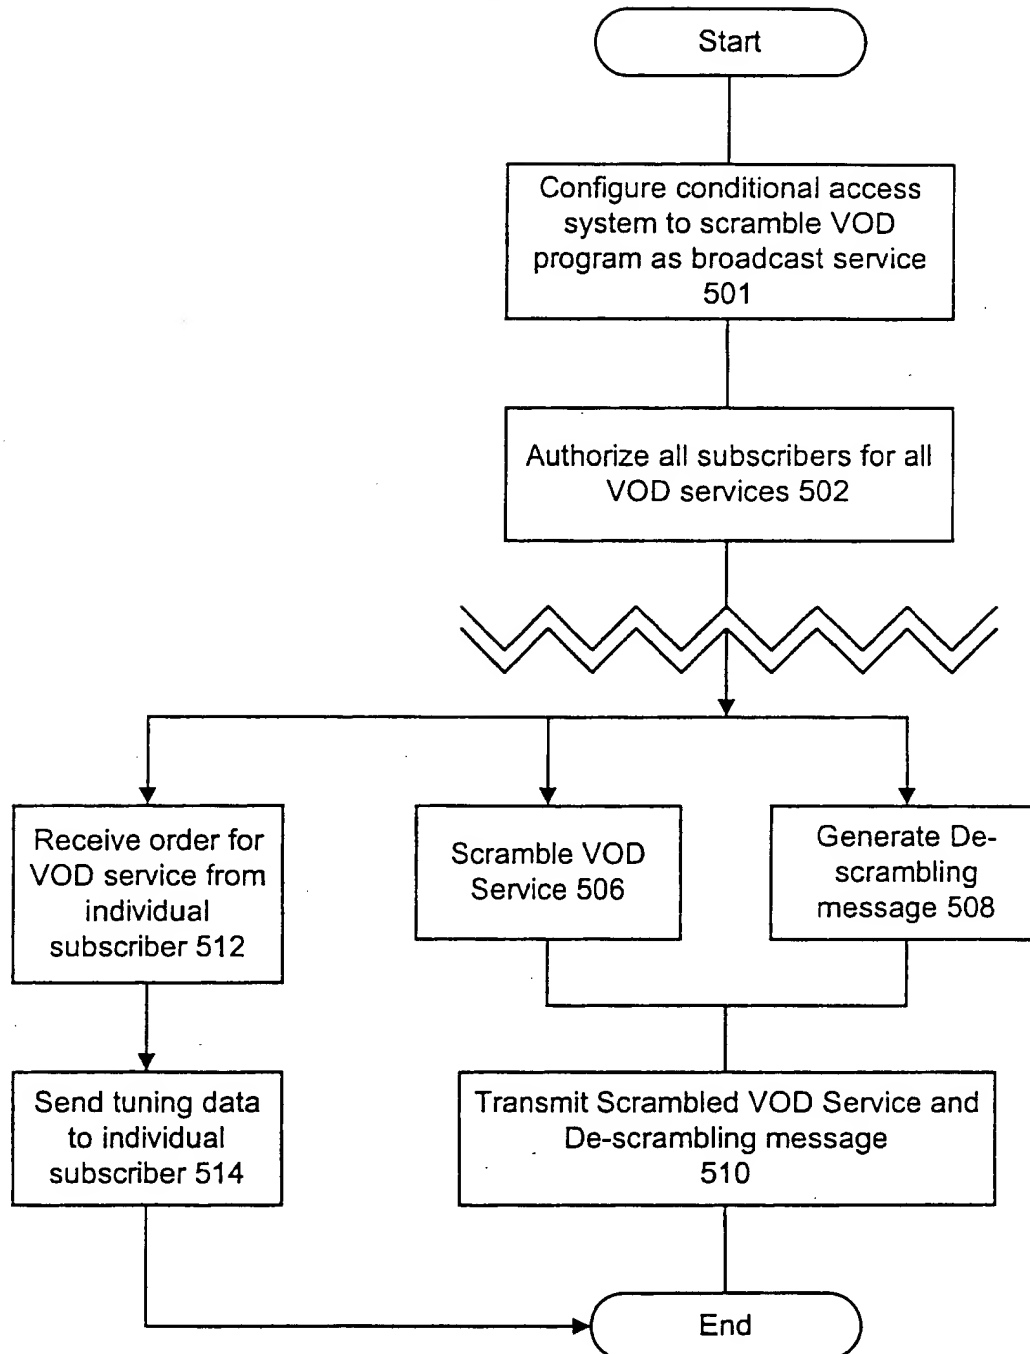 Start
Configure conditional access
system to scramble VOD
program as broadcast service
501
Authorize all subscribers for all
VOD services 502
Receive order for
VOD service from
individual
subscriber 512
Scramble VOD
Service 506
Generate De-
scrambling
message 508
Send tuning data
to individual
subscriber 514
Transmit Scrambled VOD Service and
De-scrambling message
510
End